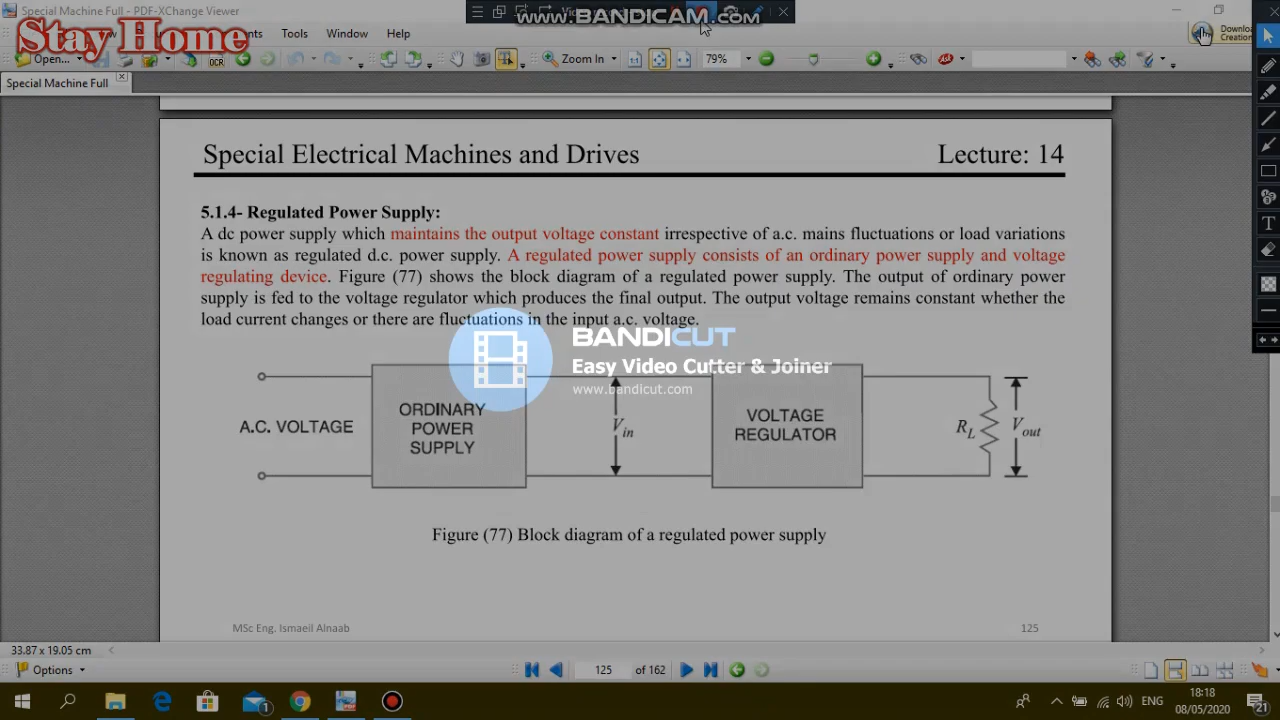 Special Machine Full - PDF-XChange Viewer
www.BANDICAM.com
Stay Home
Tools Window Help
Download
Creation
Open...
OCR
Zoom In
79%
Special Machine Full
Special Electrical Machines and Drives Lecture: 14
5.1.4- Regulated Power Supply:
A dc power supply which maintains the output voltage constant irrespective of a.c. mains fluctuations or load variations
is known as regulated d.c. power supply. A regulated power supply consists of an ordinary power supply and voltage
regulating device. Figure (77) shows the block diagram of a regulated power supply. The output of ordinary power
supply is fed to the voltage regulator which produces the final output. The output voltage remains constant whether the
load current changes or there are fluctuations in the input a.c. voltage.
BANDICUT
Easy Video Cutter & Joiner
www.bandicut.com
A.C. VOLTAGE
ORDINARY
POWER
SUPPLY
Vin
VOLTAGE
REGULATOR
RL
Vout
Figure (77) Block diagram of a regulated power supply
MSc Eng. Ismaeil Alnaab 125
33.87 x 19.05 cm
Options
125 of 162
1
ENG
18:18
08/05/2020
21